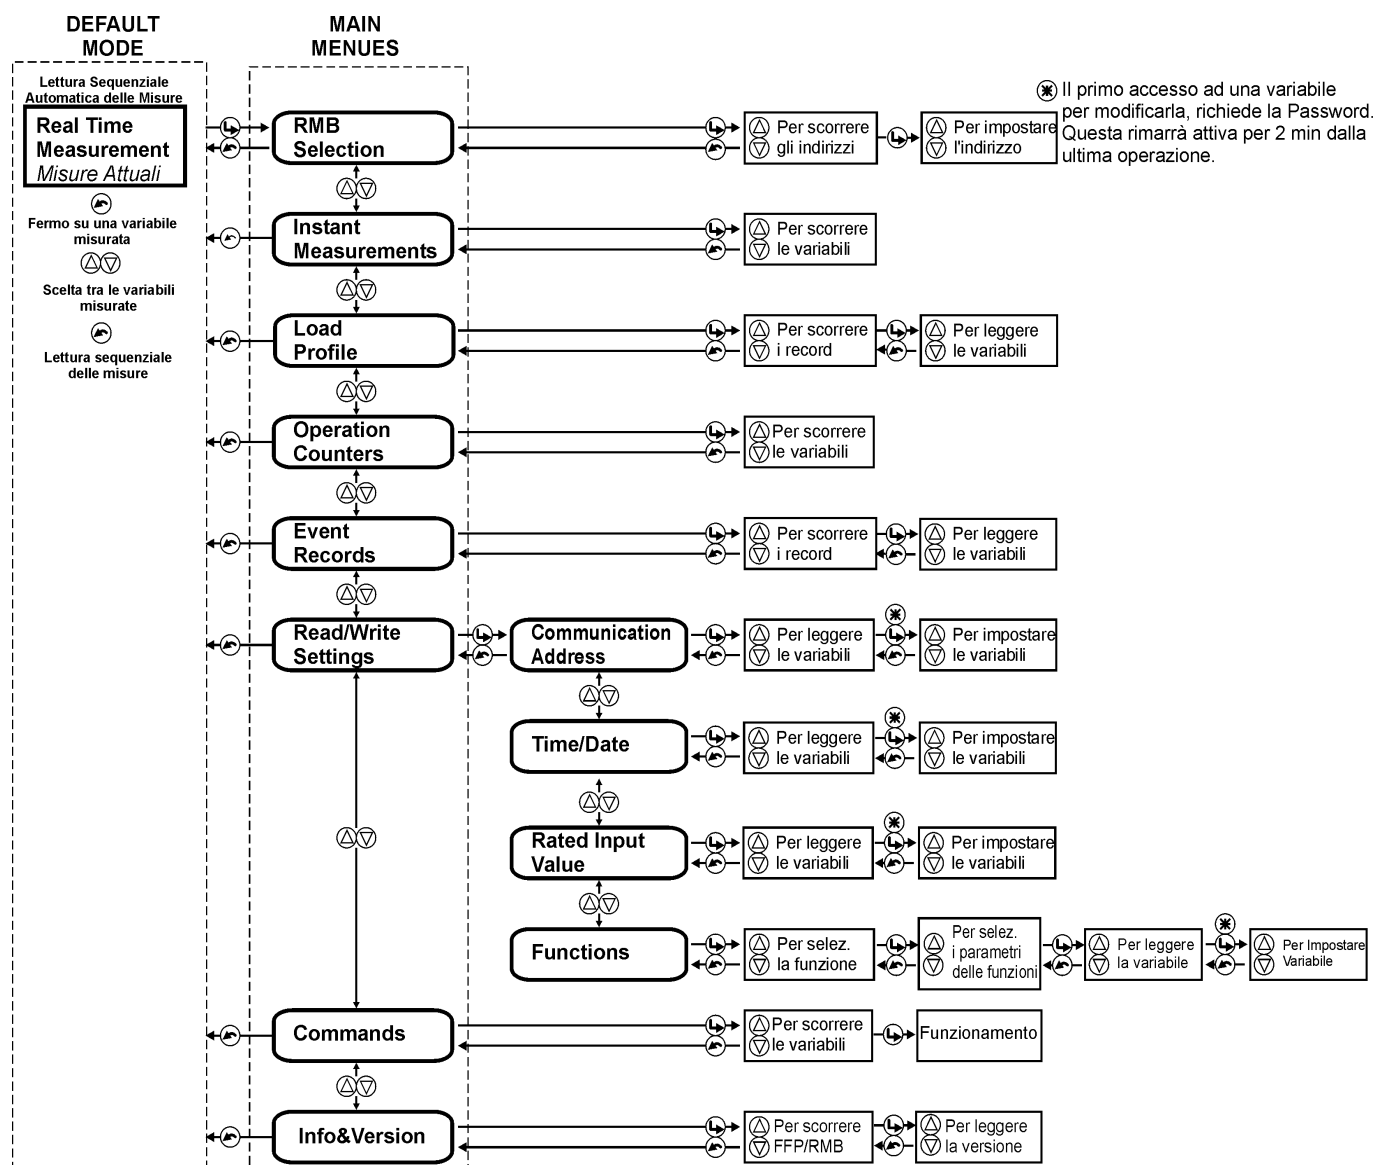 DEFAULT
MODE
MAIN
MENUES
Lettura Sequenziale
Automatica delle Misure
Real Time
Measurement
Misure Attuali
Fermo su una variabile
misurata
Scelta tra le variabili
misurate
Lettura sequenziale
delle misure
Il primo accesso ad una variabile
per modificarla, richiede la Password.
Questa rimarrà attiva per 2 min dalla
ultima operazione.
RMB
Selection
Per scorrere
gli indirizzi
Per impostare
l'indirizzo
Instant
Measurements
Per scorrere
le variabili
Load
Profile
Per scorrere
i record
Per leggere
le variabili
Operation
Counters
Per scorrere
le variabili
Event
Records
Per scorrere
i record
Per leggere
le variabili
Read/Write
Settings
Communication
Address
Per leggere
le variabili
Per impostare
le variabili
Time/Date
Per leggere
le variabili
Per impostare
le variabili
Rated Input
Value
Per leggere
le variabili
Per impostare
le variabili
Functions
Per selez.
la funzione
Per selez.
i parametri
delle funzioni
Per leggere
la variabile
Per Impostare
Variabile
Commands
Per scorrere
le variabili
Funzionamento
Info&Version
Per scorrere
FFP/RMB
Per leggere
la versione